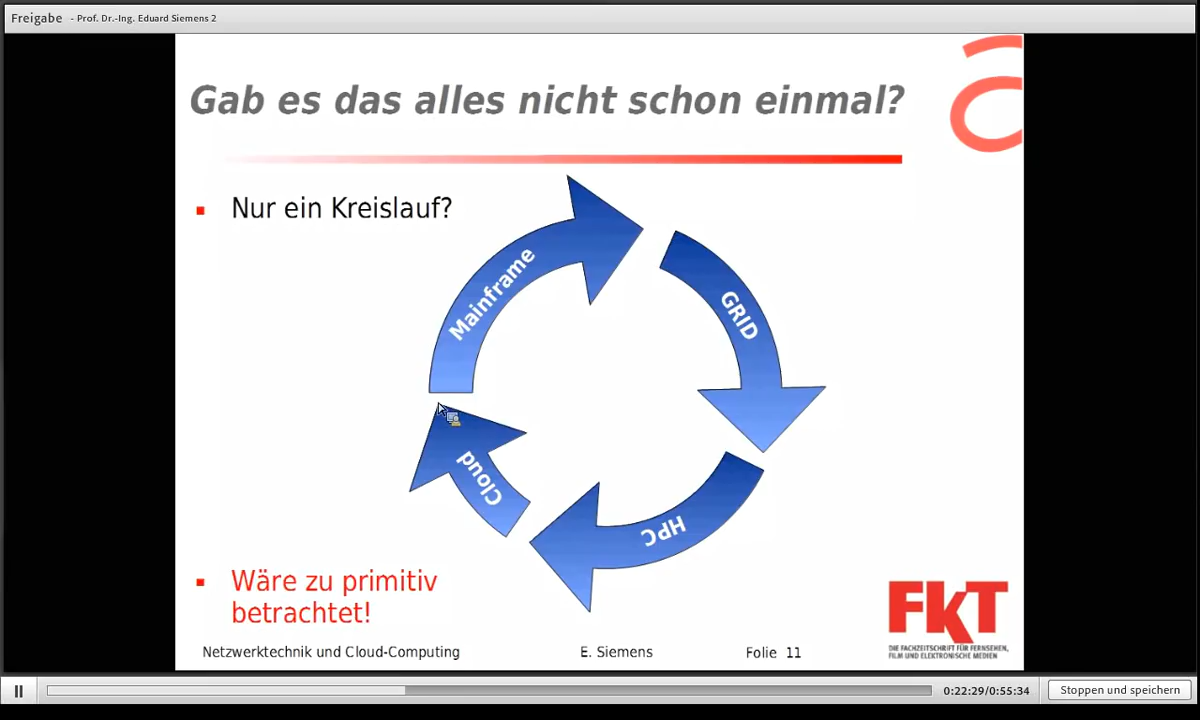 Freigabe - Prof. Dr.-Ing. Eduard Siemens 2
Gab es das alles nicht schon einmal?
Nur ein Kreislauf?
Mainframe
GRID
HPC
Cloud
Wäre zu primitiv
betrachtet!
FKT
DIE FACHZEITSCHRIFT FÜR FERNSEHEN,
FILM UND ELEKTRONISCHE MEDIEN
Netzwerktechnik und Cloud-Computing E. Siemens Folie 11
0:22:29/0:55:34 Stoppen und speichern